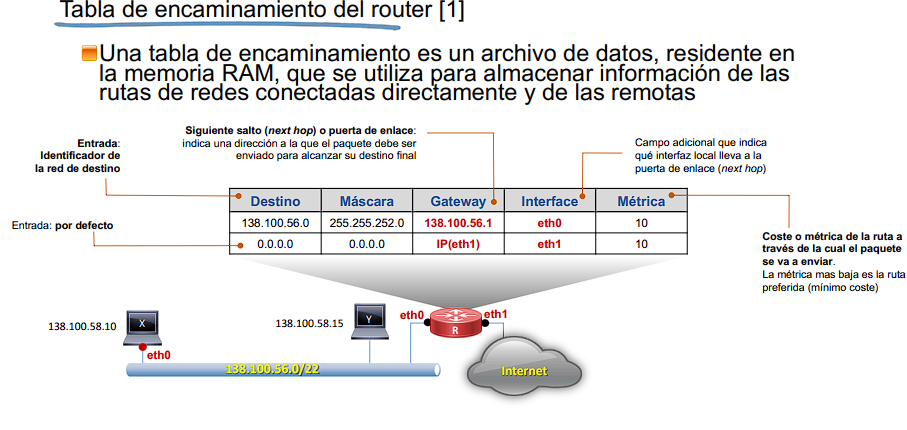 Tabla de encaminamiento del router [1]
Una tabla de encaminamiento es un archivo de datos, residente en
la memoria RAM, que se utiliza para almacenar información de las
rutas de redes conectadas directamente y de las remotas
Siguiente salto (next hop) o puerta de enlace:
indica una dirección a la que el paquete debe ser
enviado para alcanzar su destino final
Entrada:
Identificador de
la red de destino
Campo adicional que indica
qué interfaz local lleva a la
puerta de enlace (next hop)
Destino Máscara Gateway Interface Métrica
138.100.56.0 255.255.252.0 138.100.56.1 eth0 10
0.0.0.0 0.0.0.0 IP(eth1) eth1 10
Entrada: por defecto
Coste o métrica de la ruta a
través de la cual el paquete
se va a enviar.
La métrica mas baja es la ruta
preferida (mínimo coste)
138.100.58.10
X
eth0
138.100.58.15
Y
eth0
R
eth1
138.100.56.0/22
Internet